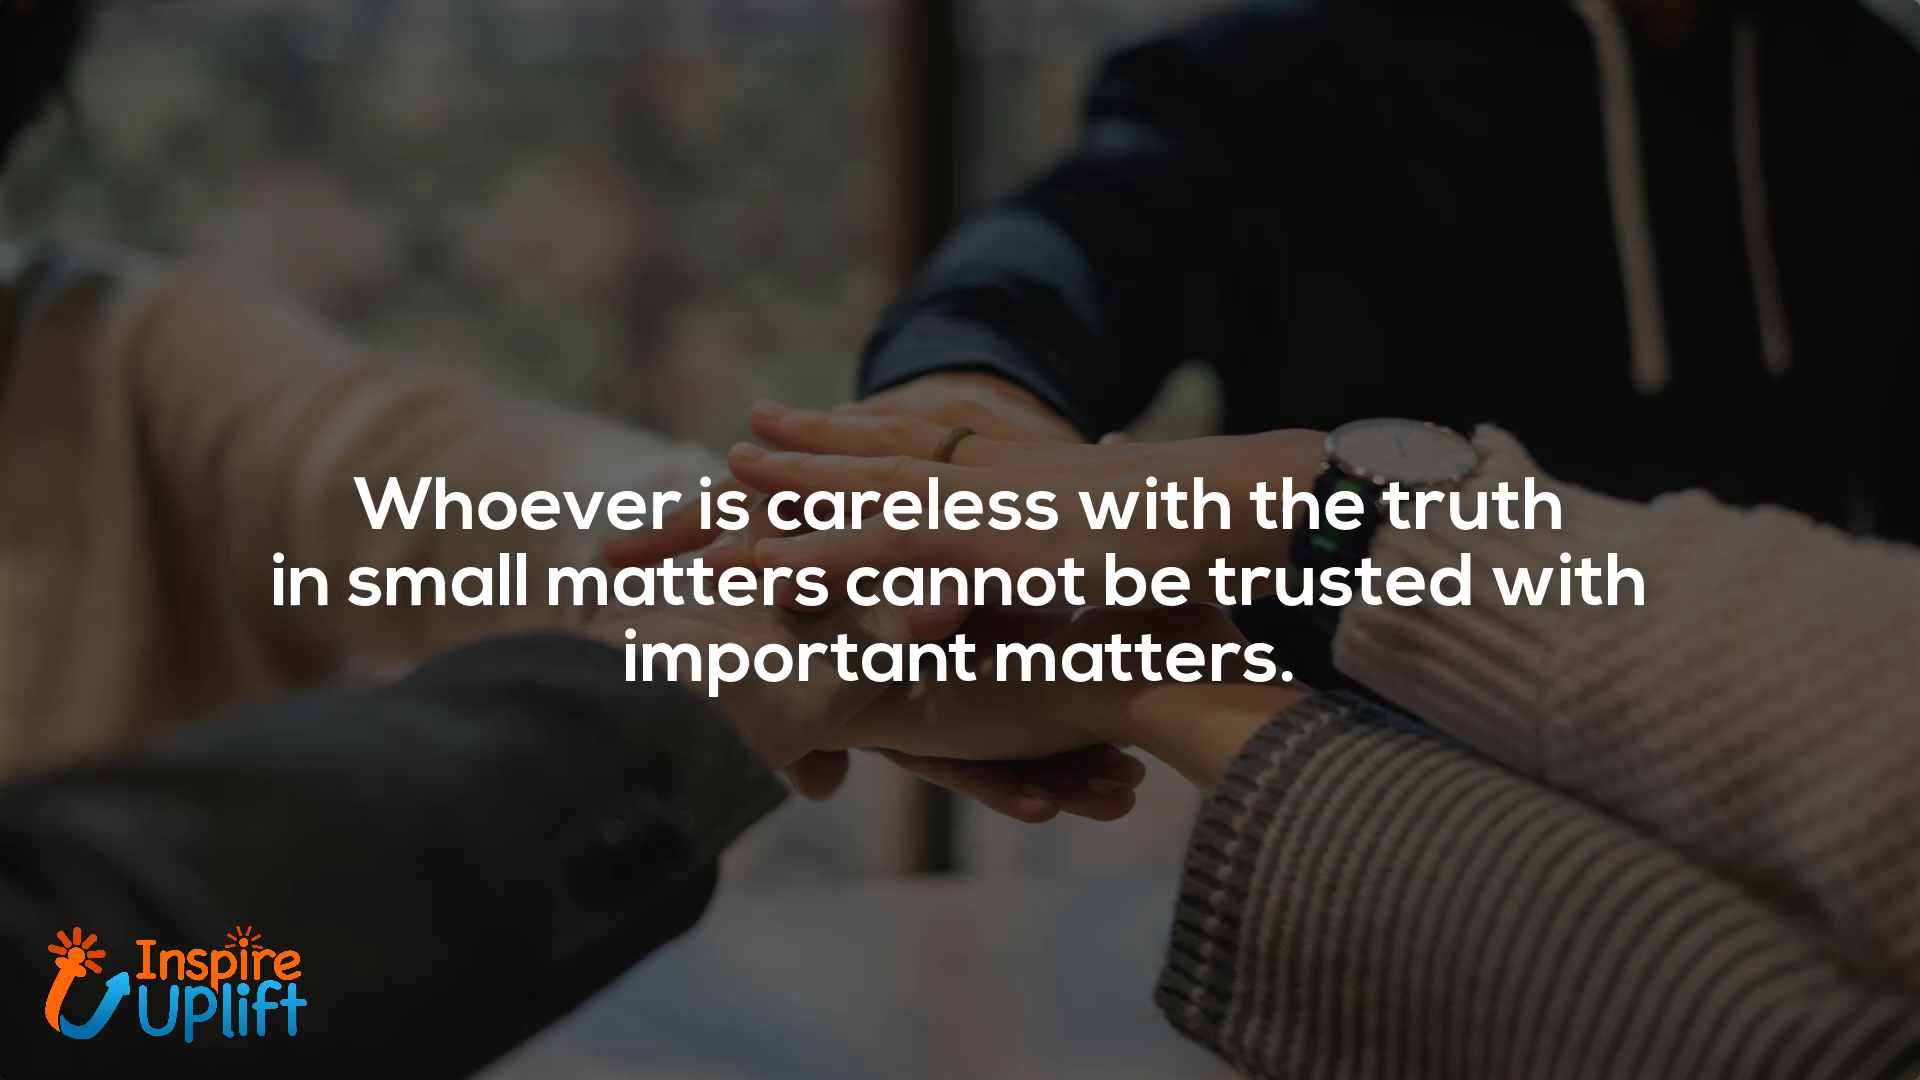 Whoever is careless with the truth
in small matters cannot be trusted with
important matters.
Inspire
Uplift